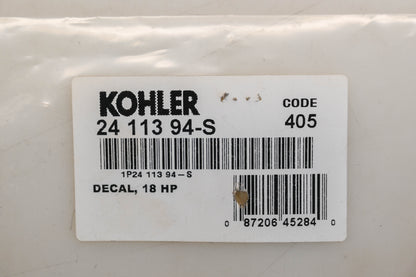 KOHLER
CODE
24 113 94-S
405
1P24 113 94-S
DECAL, 18 HP
0 87206 45284 0